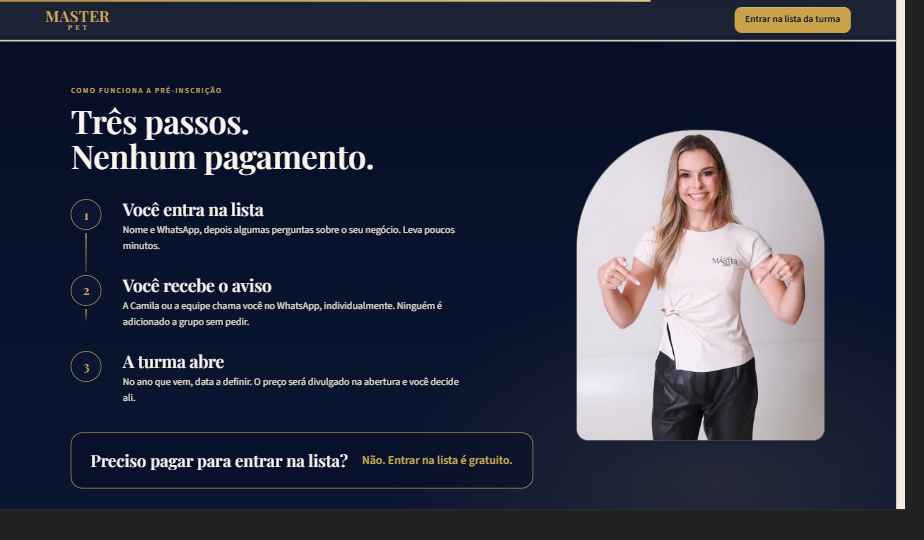 MASTER
PET
Entrar na lista da turma
COMO FUNCIONA A PRÉ-INSCRIÇÃO
Três passos.
Nenhum pagamento.
1
Você entra na lista
Nome e WhatsApp, depois algumas perguntas sobre o seu negócio. Leva poucos
minutos.
2
Você recebe o aviso
A Camila ou a equipe chama você no WhatsApp, individualmente. Ninguém é
adicionado a grupo sem pedir.
3
A turma abre
No ano que vem, data a definir. O preço será divulgado na abertura e você decide
ali.
Preciso pagar para entrar na lista? Não. Entrar na lista é gratuito.